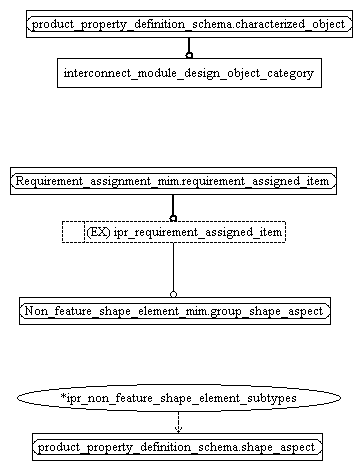 product_property_definition_schema.characterized_object
interconnect_module_design_object_category
Requirement_assignment_mim.requirement_assigned_item
(EX) ipr_requirement_assigned_item
Non_feature_shape_element_mim.group_shape_aspect
*ipr_non_feature_shape_element_subtypes
product_property_definition_schema.shape_aspect